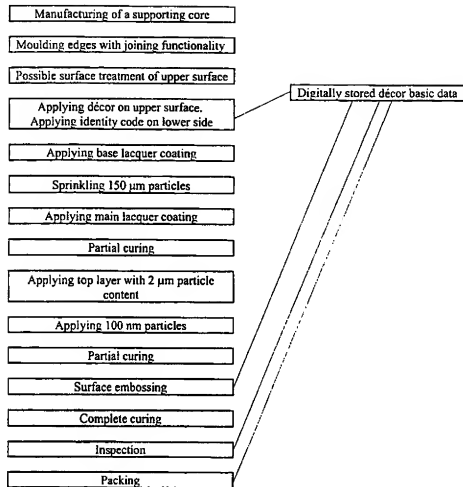 Manufacturing of a supporting core
Moulding edges with joining functionality
Possible surface treatment of upper surface
Digitally stored décor basic data
Applying décor on upper surface.
Applying identity code on lower side
Applying base lacquer coating
Sprinkling 150 µm particles
Applying main lacquer coating
Partial curing
Applying top layer with 2 µm particle
content
Applying 100 nm particles
Partial curing
Surface embossing
Complete curing
Inspection
Packing